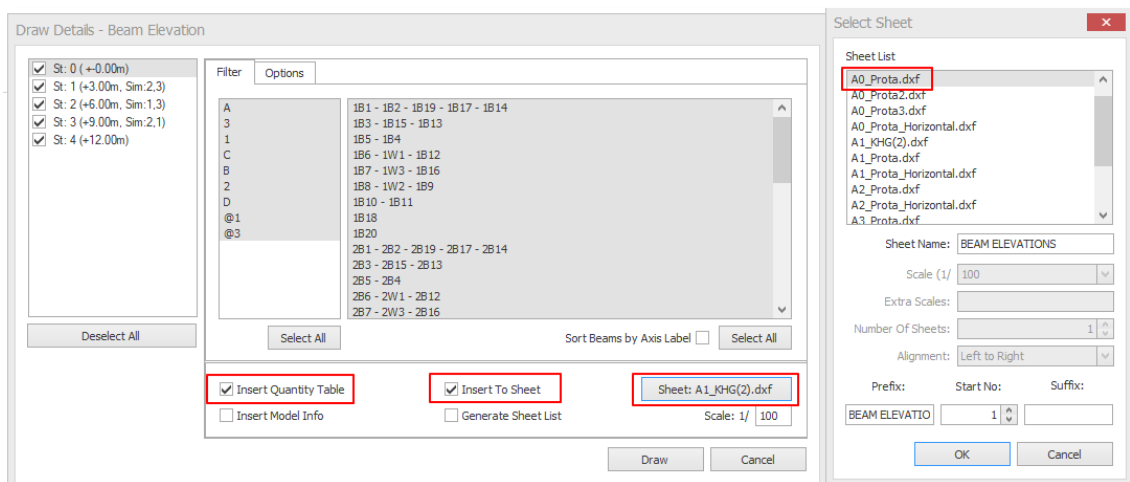 Draw Details - Beam Elevation
St: 0 ( +-0.00m)
St: 1 (+3.00m, Sim:2,3)
St: 2 (+6.00m, Sim:1,3)
St: 3 (+9.00m, Sim:2,1)
St: 4 (+12.00m)
Deselect All
Filter
Options
A
3
1
C
B
2
D
@1
@3
Select All
1B1 - 1B2 - 1B19 - 1B17 - 1B14
1B3 - 1B15 - 1B13
1B5 - 1B4
1B6 - 1W1 - 1B12
1B7 - 1W3 - 1B16
1B8 - 1W2 - 1B9
1B10 - 1B11
1B18
1B20
2B1 - 2B2 - 2B19 - 2B17 - 2B14
2B3 - 2B15 - 2B13
2B5 - 2B4
2B6 - 2W1 - 2B12
2B7 - 2W3 - 2B16
Sort Beams by Axis Label
Select All
Insert Quantity Table
Insert To Sheet
Sheet: A1_KHG(2).dxf
Insert Model Info
Generate Sheet List
Scale: 1/ 100
Draw
Cancel
Select Sheet
Sheet List
A0_Prota.dxf
A0_Prota2.dxf
A0_Prota3.dxf
A0_Prota_Horizontal.dxf
A1_KHG(2).dxf
A1_Prota.dxf
A1_Prota_Horizontal.dxf
A2_Prota.dxf
A2_Prota_Horizontal.dxf
A3_Prota.dxf
Sheet Name: BEAM ELEVATIONS
Scale (1/ 100
Extra Scales:
Number Of Sheets: 1
Alignment: Left to Right
Prefix: Start No: Suffix:
BEAM ELEVATIO 1
OK
Cancel